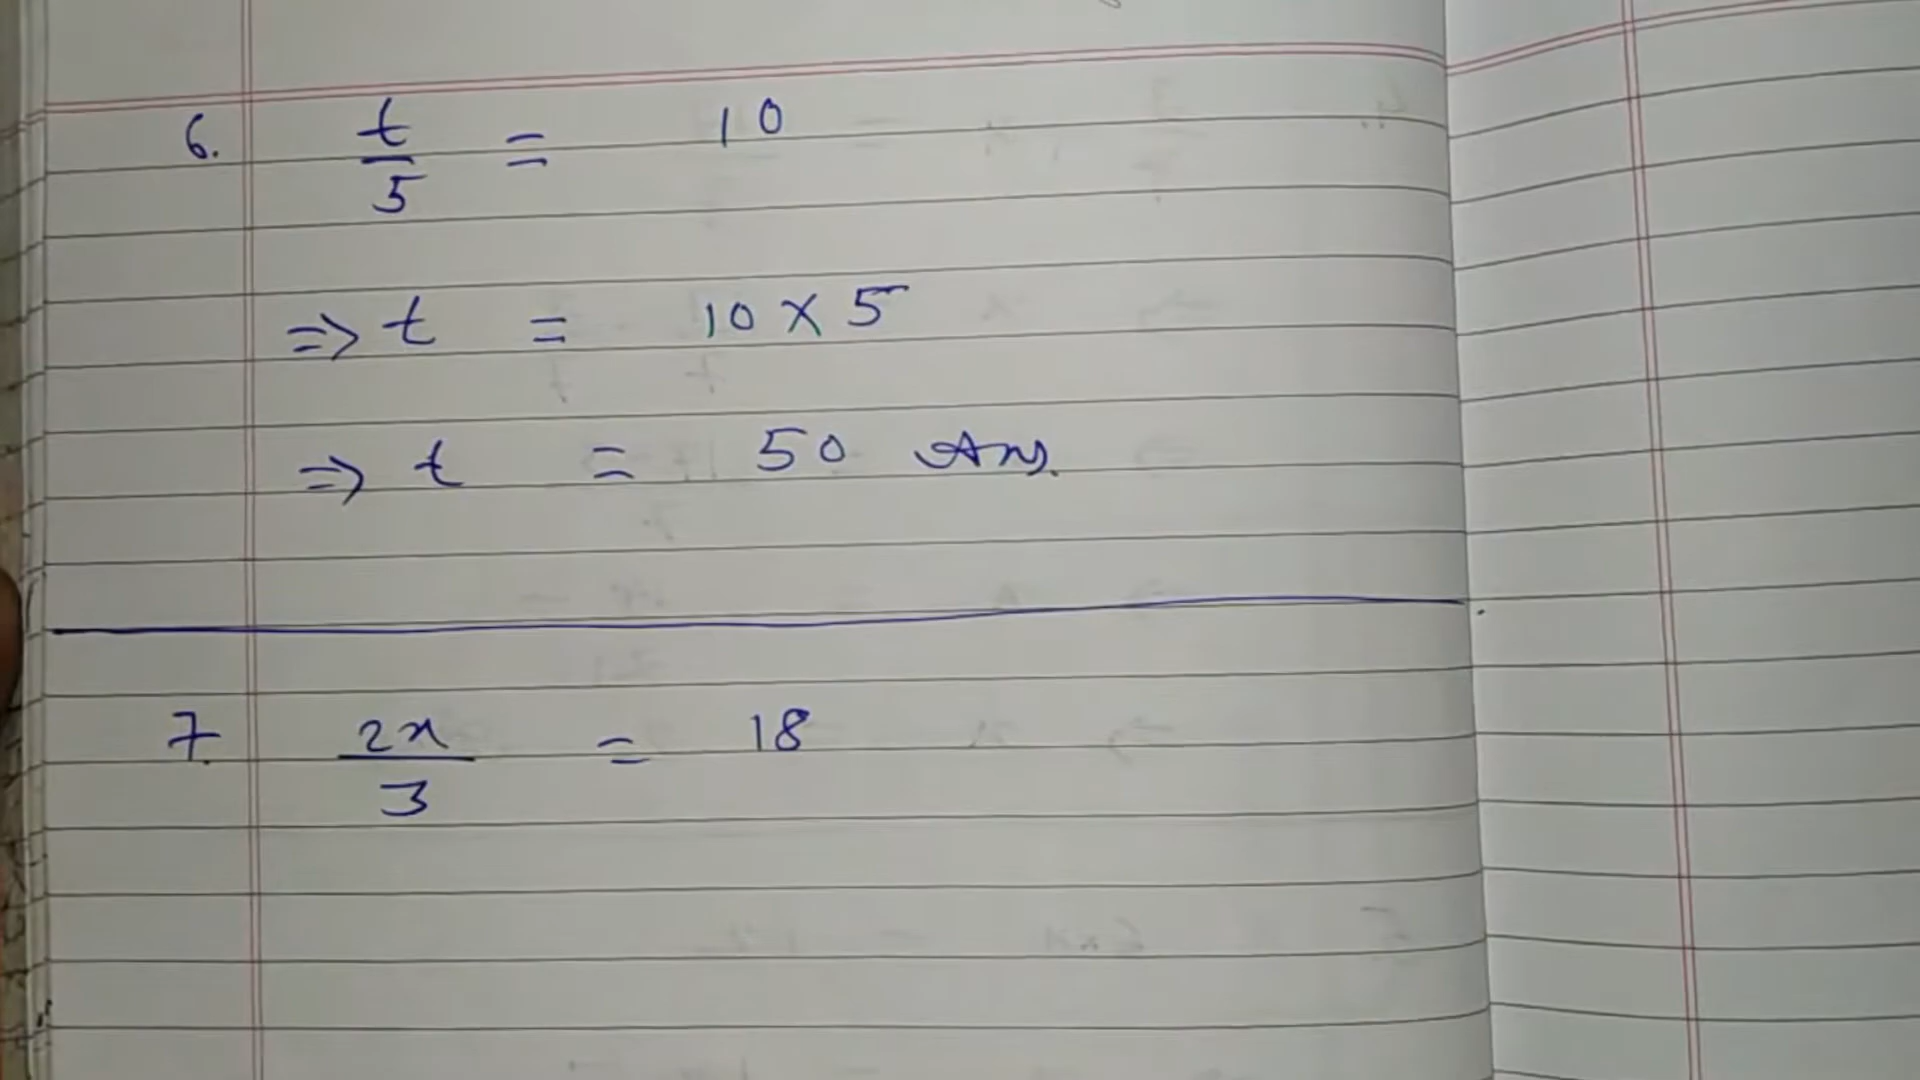 6. t/5 = 10
⇒ t = 10 × 5
⇒ t = 50 Ans.
7. 2x/3 = 18